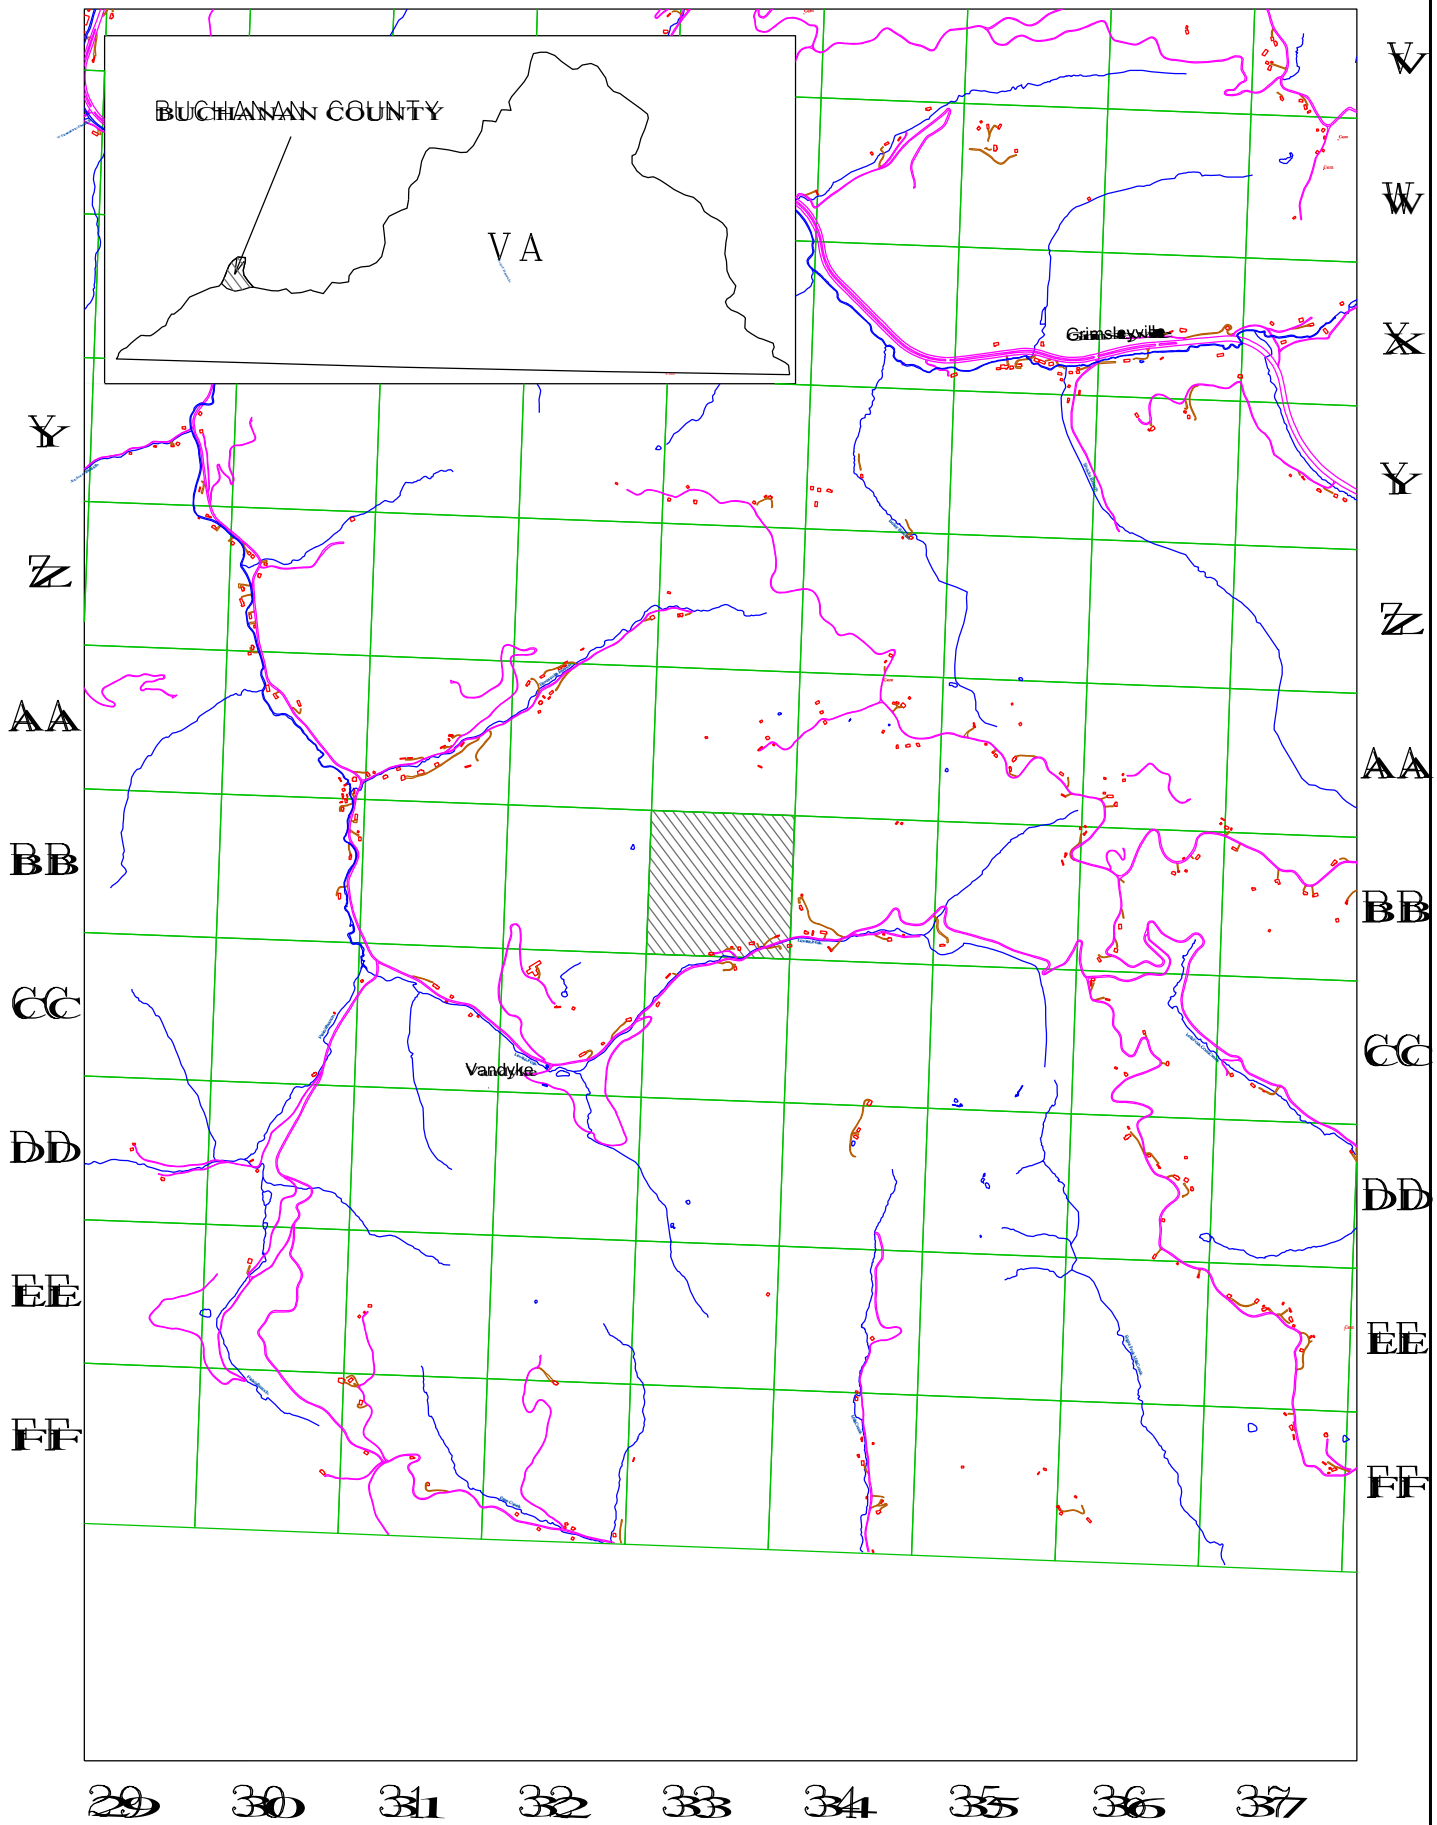 V
BUCHANAN COUNTY
W
VA
Grimsleyville
X
Y
Y
Z
Z
AA
AA
BB
BB
CC
CC
Vandyke
DD
DD
EE
EE
FF
FF
29 30 31 32 33 34 35 36 37